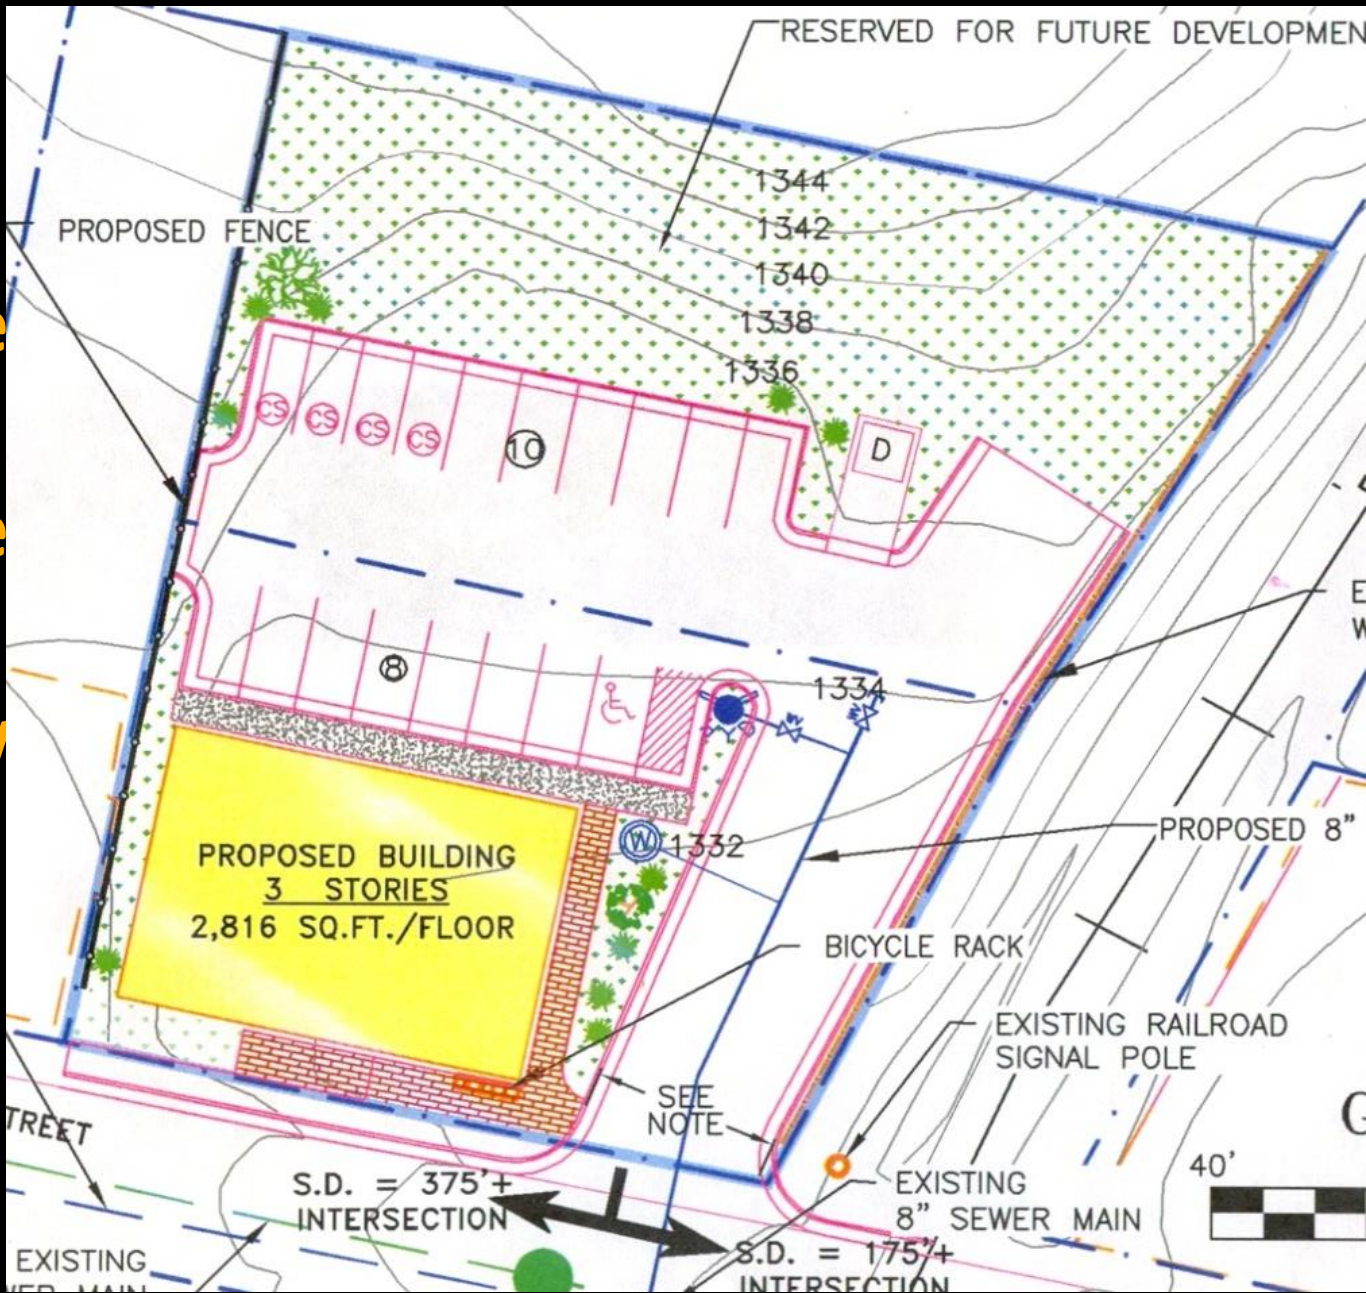 RESERVED FOR FUTURE DEVELOPMEN
1344
PROPOSED FENCE
1342
1340
e
1338
1336
CS
CS
CS
CS
10
D
e
E
W
8
1334
PROPOSED 8"
W
1332
PROPOSED BUILDING
3 STORIES
2,816 SQ.FT./FLOOR
BICYCLE RACK
EXISTING RAILROAD
SIGNAL POLE
SEE
NOTE
G
TREET
40'
S.D. = 375'+
INTERSECTION
EXISTING
8" SEWER MAIN
S.D. = 175'+
INTERSECTION
EXISTING
WER MAIN